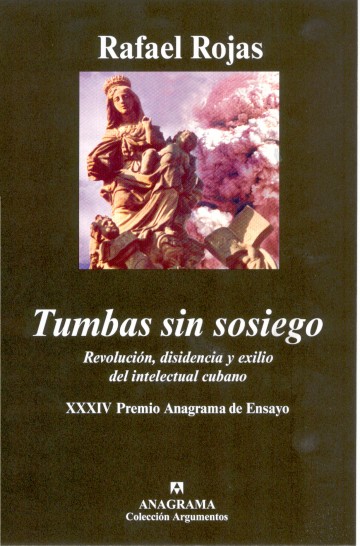 Rafael Rojas
Tumbas sin sosiego
Revolución, disidencia y exilio
del intelectual cubano
XXXIV Premio Anagrama de Ensayo
ANAGRAMA
Colección Argumentos